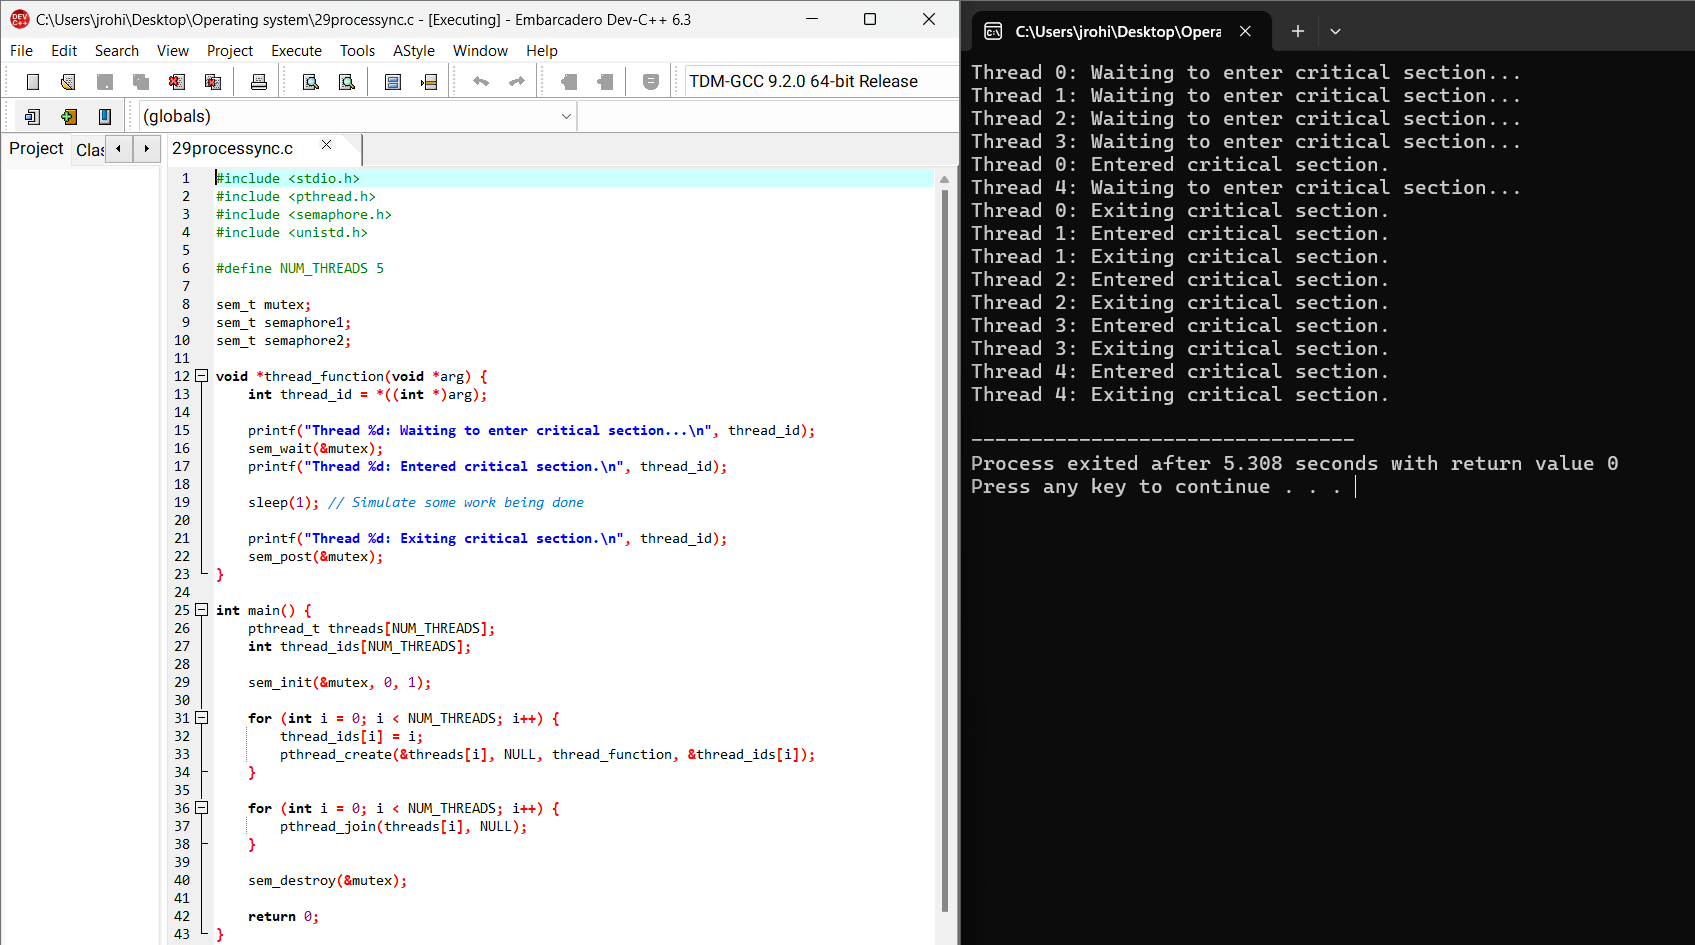 C:\Users\jrohi\Desktop\Operating system\29processync.c - [Executing] - Embarcadero Dev-C++ 6.3
File Edit Search View Project Execute Tools AStyle Window Help
TDM-GCC 9.2.0 64-bit Release
(globals)
Project Clas
29processync.c
1 #include <stdio.h>
2 #include <pthread.h>
3 #include <semaphore.h>
4 #include <unistd.h>
5
6 #define NUM_THREADS 5
7
8 sem_t mutex;
9 sem_t semaphore1;
10 sem_t semaphore2;
11
12 void *thread_function(void *arg) {
13     int thread_id = *((int *)arg);
14
15     printf("Thread %d: Waiting to enter critical section...\n", thread_id);
16     sem_wait(&mutex);
17     printf("Thread %d: Entered critical section.\n", thread_id);
18
19     sleep(1); // Simulate some work being done
20
21     printf("Thread %d: Exiting critical section.\n", thread_id);
22     sem_post(&mutex);
23 }
24
25 int main() {
26     pthread_t threads[NUM_THREADS];
27     int thread_ids[NUM_THREADS];
28
29     sem_init(&mutex, 0, 1);
30
31     for (int i = 0; i < NUM_THREADS; i++) {
32         thread_ids[i] = i;
33         pthread_create(&threads[i], NULL, thread_function, &thread_ids[i]);
34     }
35
36     for (int i = 0; i < NUM_THREADS; i++) {
37         pthread_join(threads[i], NULL);
38     }
39
40     sem_destroy(&mutex);
41
42     return 0;
43 }
C:\Users\jrohi\Desktop\Opera
Thread 0: Waiting to enter critical section...
Thread 1: Waiting to enter critical section...
Thread 2: Waiting to enter critical section...
Thread 3: Waiting to enter critical section...
Thread 0: Entered critical section.
Thread 4: Waiting to enter critical section...
Thread 0: Exiting critical section.
Thread 1: Entered critical section.
Thread 1: Exiting critical section.
Thread 2: Entered critical section.
Thread 2: Exiting critical section.
Thread 3: Entered critical section.
Thread 3: Exiting critical section.
Thread 4: Entered critical section.
Thread 4: Exiting critical section.
--------------------------------
Process exited after 5.308 seconds with return value 0
Press any key to continue . . .